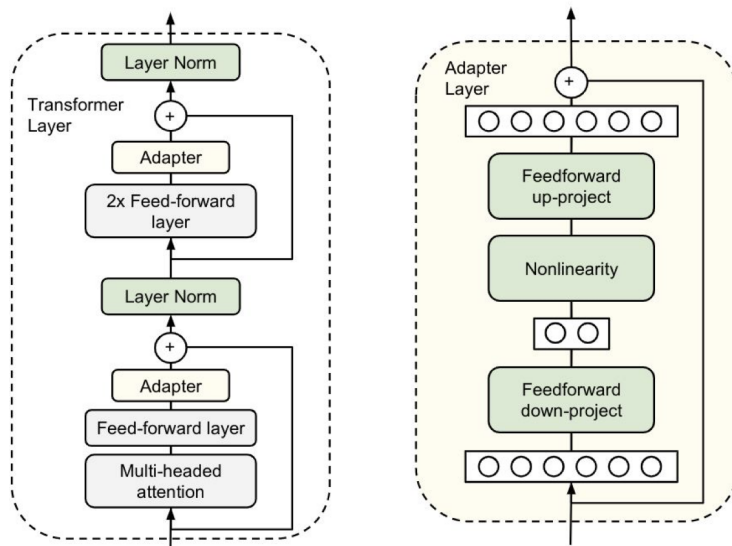 Layer Norm
Transformer
Layer
+
Adapter
2x Feed-forward
layer
Layer Norm
+
Adapter
Feed-forward layer
Multi-headed
attention
Adapter
Layer
+
Feedforward
up-project
Nonlinearity
Feedforward
down-project